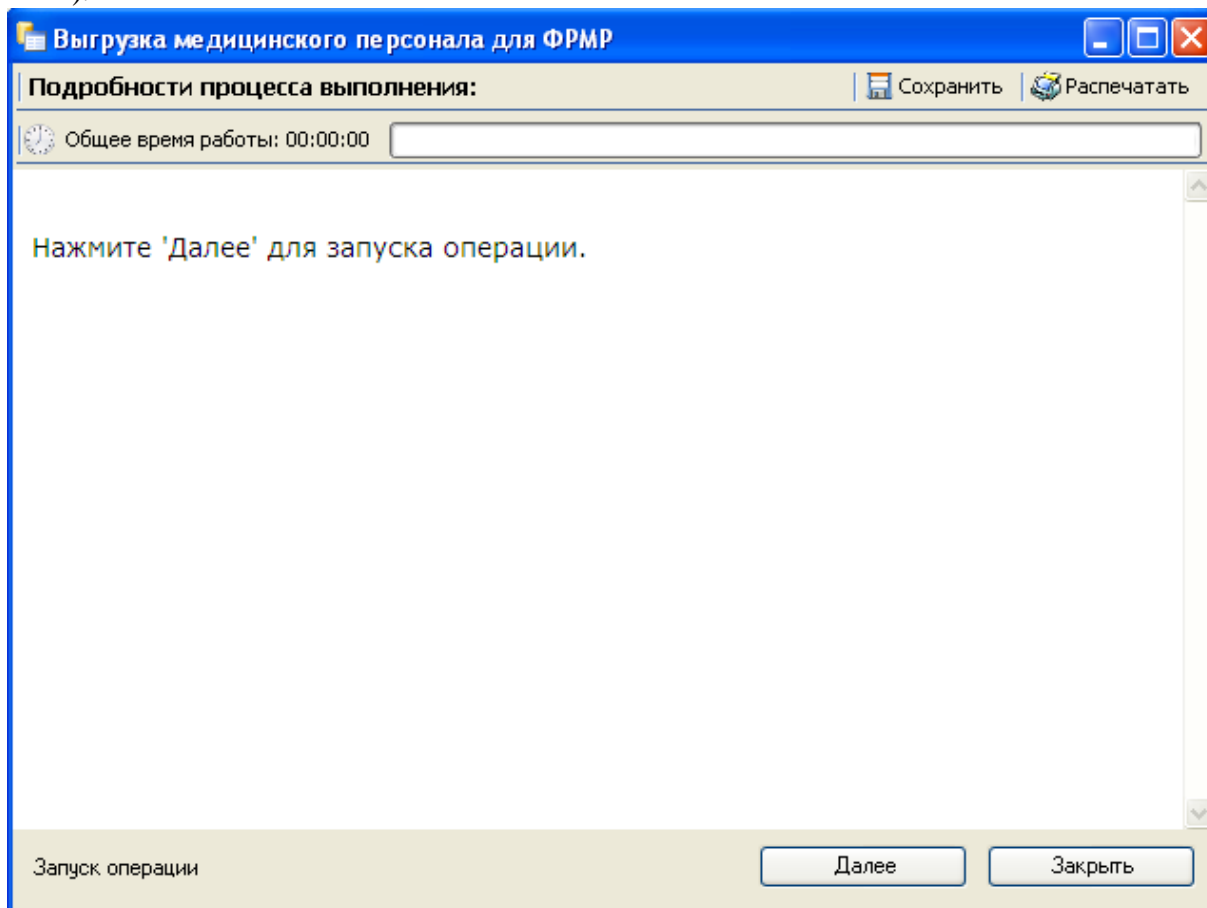 Выгрузка медицинского персонала для ФРМР
Подробности процесса выполнения: Сохранить Распечатать
Общее время работы: 00:00:00
Нажмите 'Далее' для запуска операции.
Запуск операции Далее Закрыть